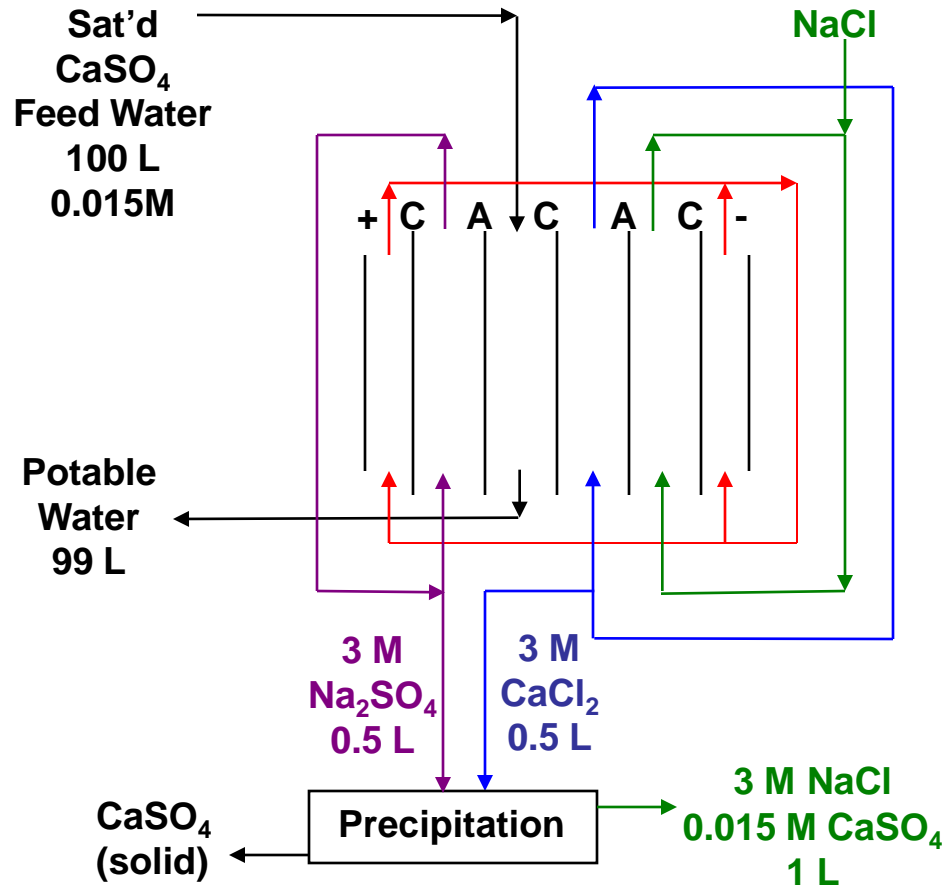 Sat’d
CaSO₄
Feed Water
100 L
0.015M
NaCl
+ C A C A C -
Potable
Water
99 L
3 M
Na₂SO₄
0.5 L
3 M
CaCl₂
0.5 L
Precipitation
CaSO₄
(solid)
3 M NaCl
0.015 M CaSO₄
1 L